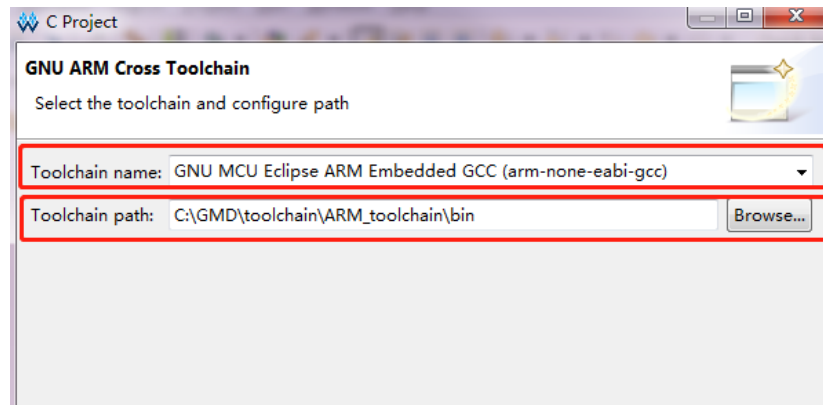 C Project
GNU ARM Cross Toolchain
Select the toolchain and configure path
Toolchain name: GNU MCU Eclipse ARM Embedded GCC (arm-none-eabi-gcc)
Toolchain path: C:\GMD\toolchain\ARM_toolchain\bin Browse...